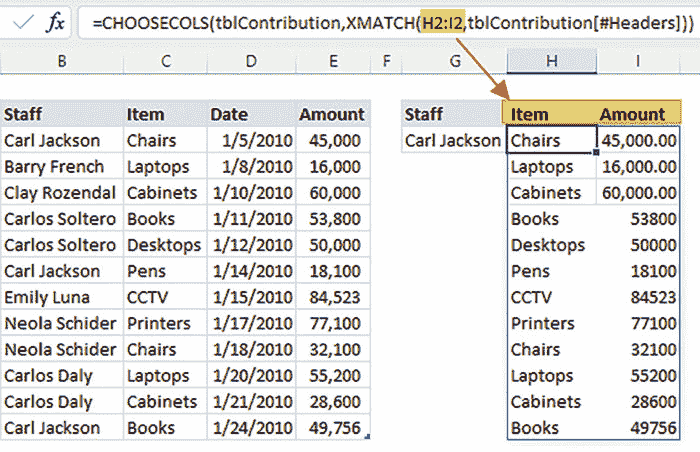 fx =CHOOSECOLS(tblContribution,XMATCH(H2:I2,tblContribution[#Headers]))
B C D E F G H I
Staff Item Date Amount Staff Item Amount
Carl Jackson Chairs 1/5/2010 45,000 Carl Jackson Chairs 45,000.00
Barry French Laptops 1/8/2010 16,000 Laptops 16,000.00
Clay Rozendal Cabinets 1/10/2010 60,000 Cabinets 60,000.00
Carlos Soltero Books 1/11/2010 53,800 Books 53800
Carlos Soltero Desktops 1/12/2010 50,000 Desktops 50000
Carl Jackson Pens 1/14/2010 18,100 Pens 18100
Emily Luna CCTV 1/15/2010 84,523 CCTV 84523
Neola Schider Printers 1/17/2010 77,100 Printers 77100
Neola Schider Chairs 1/18/2010 32,100 Chairs 32100
Carlos Daly Laptops 1/20/2010 55,200 Laptops 55200
Carlos Daly Cabinets 1/21/2010 28,600 Cabinets 28600
Carl Jackson Books 1/24/2010 49,756 Books 49756